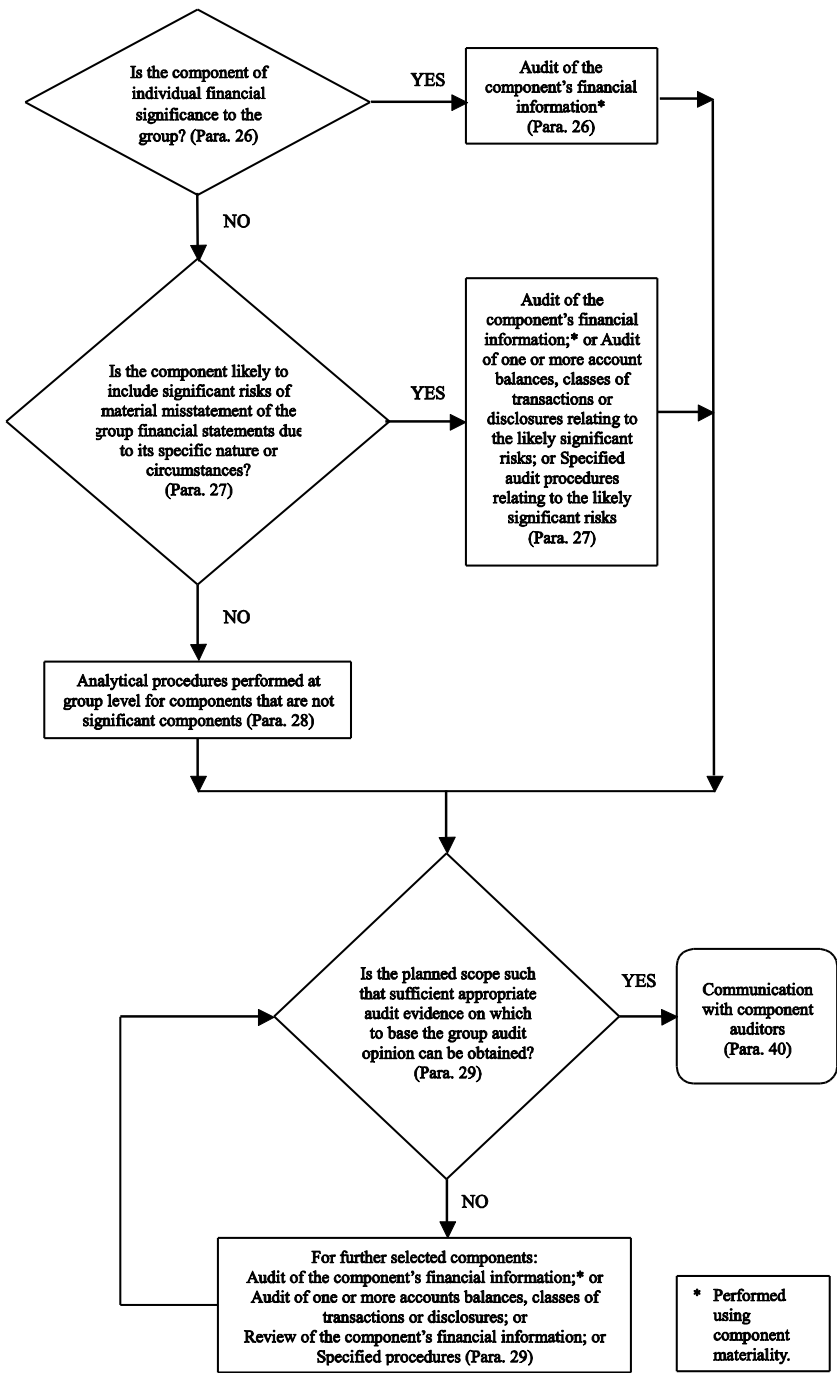 Is the component of
individual financial
significance to the
group? (Para. 26)
YES
Audit of the
component’s financial
information*
(Para. 26)
NO
Is the component likely to
include significant risks of
material misstatement of the
group financial statements due
to its specific nature or
circumstances?
(Para. 27)
YES
Audit of the
component’s financial
information;* or Audit
of one or more account
balances, classes of
transactions or
disclosures relating to
the likely significant
risks; or Specified
audit procedures
relating to the likely
significant risks
(Para. 27)
NO
Analytical procedures performed at
group level for components that are not
significant components (Para. 28)
Is the planned scope such
that sufficient appropriate
audit evidence on which
to base the group audit
opinion can be obtained?
(Para. 29)
YES
Communication
with component
auditors
(Para. 40)
NO
For further selected components:
Audit of the component’s financial information;* or
Audit of one or more accounts balances, classes of
transactions or disclosures; or
Review of the component’s financial information; or
Specified procedures (Para. 29)
* Performed
using
component
materiality.